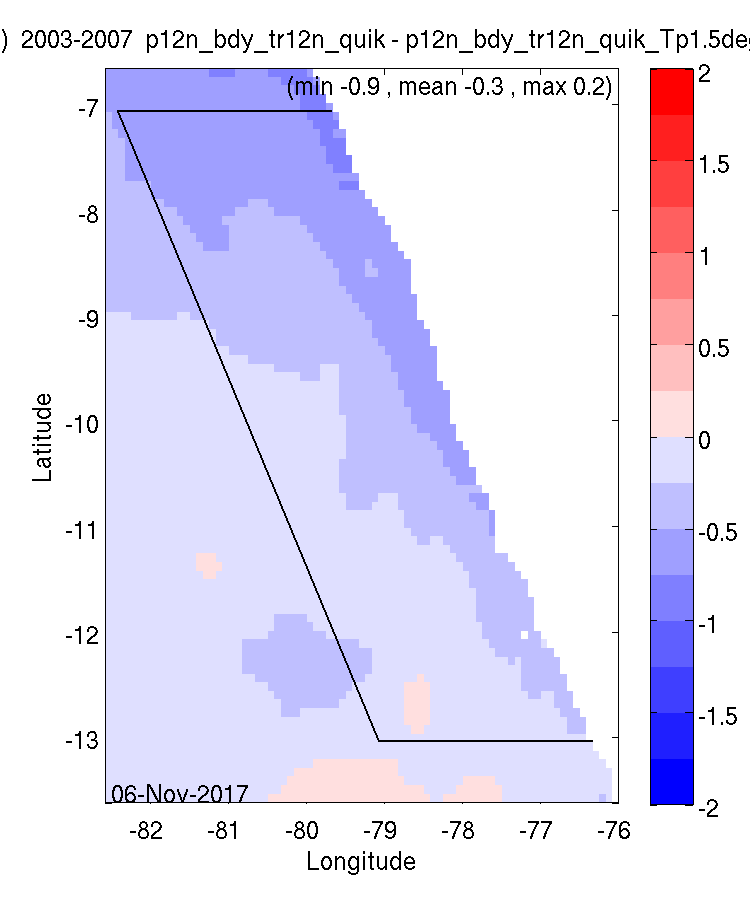 ) 2003-2007 p12n_bdy_tr12n_quik - p12n_bdy_tr12n_quik_Tp1.5deg
(min -0.9 , mean -0.3 , max 0.2)
-7
-8
-9
-10
-11
-12
-13
Latitude
06-Nov-2017
-82 -81 -80 -79 -78 -77 -76
Longitude
2
1.5
1
0.5
0
-0.5
-1
-1.5
-2